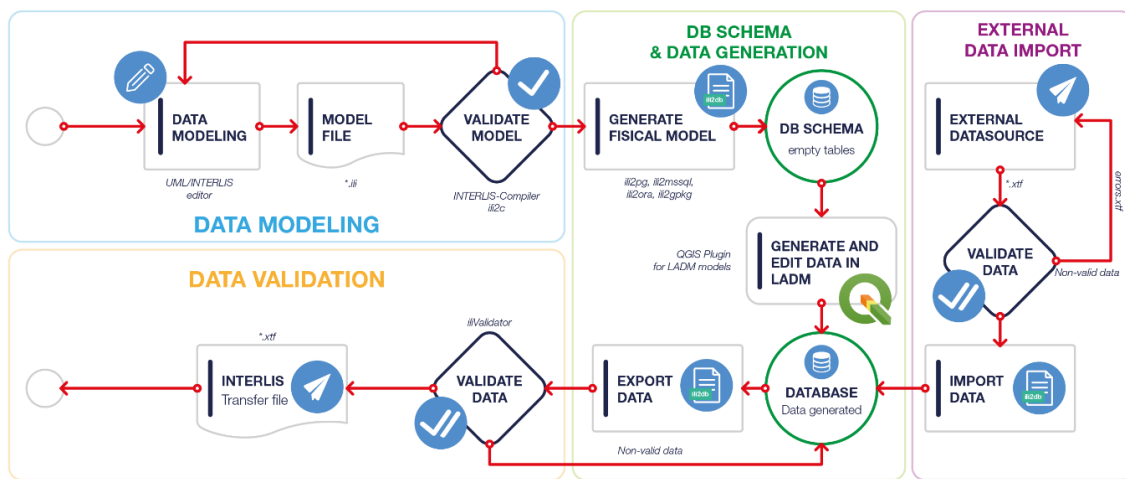 DB SCHEMA
& DATA GENERATION
EXTERNAL
DATA IMPORT
DATA
MODELING
UML/INTERLIS
editor
MODEL
FILE
*.ili
VALIDATE
MODEL
INTERLIS-Compiler
ili2c
DATA MODELING
GENERATE
FISICAL MODEL
ili2db
ili2pg, ili2mssql,
ili2ora, ili2gpkg
DB SCHEMA
empty tables
QGIS Plugin
for LADM models
GENERATE AND
EDIT DATA IN
LADM
EXTERNAL
DATASOURCE
*.xtf
errors.xtf
VALIDATE
DATA
Non-valid data
IMPORT
DATA
ili2db
DATABASE
Data generated
EXPORT
DATA
ili2db
Non-valid data
DATA VALIDATION
iliValidator
VALIDATE
DATA
*.xtf
INTERLIS
Transfer file